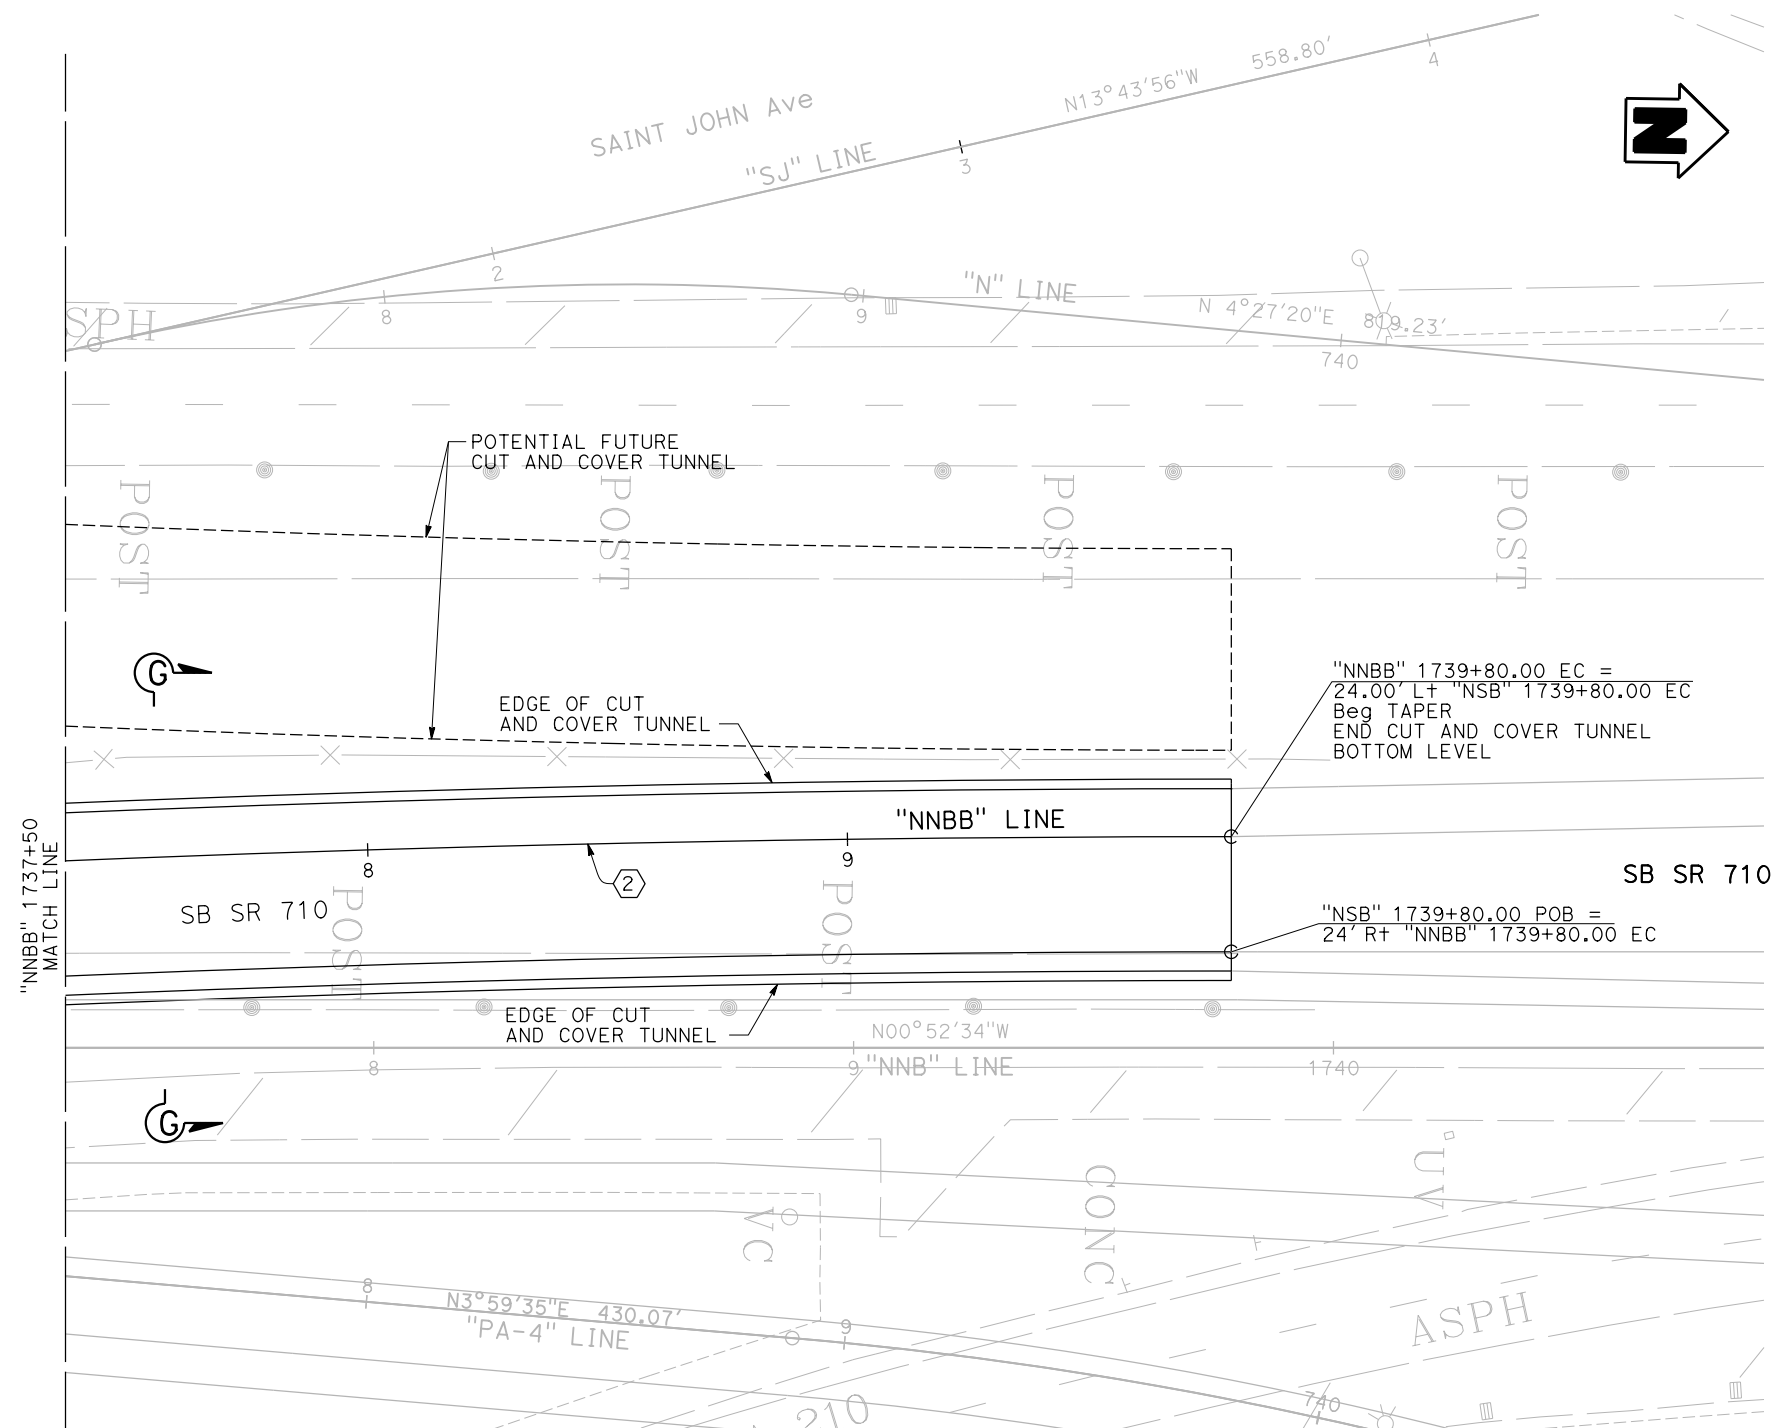 558.80'
4
N13°43'56"W
SAINT JOHN Ave
"SJ" LINE
3
N
2
"N" LINE
8
9
N 4°27'20"E 819.23'
SPH
740
POTENTIAL FUTURE
CUT AND COVER TUNNEL
POST
POST
POST
POST
G
EDGE OF CUT
AND COVER TUNNEL
"NNBB" 1739+80.00 EC =
24.00' Lt "NSB" 1739+80.00 EC
Beg TAPER
END CUT AND COVER TUNNEL
BOTTOM LEVEL
"NNBB" LINE
8
9
2
"NNBB" 1737+50
MATCH LINE
SB SR 710
SB SR 710
POST
POST
"NSB" 1739+80.00 POB =
24' Rt "NNBB" 1739+80.00 EC
EDGE OF CUT
AND COVER TUNNEL
N00°52'34"W
8
9
"NNB" LINE
1740
G
VC
CONC
UV
8
N3°59'35"E 430.07'
"PA-4" LINE
9
ASPH
740
210